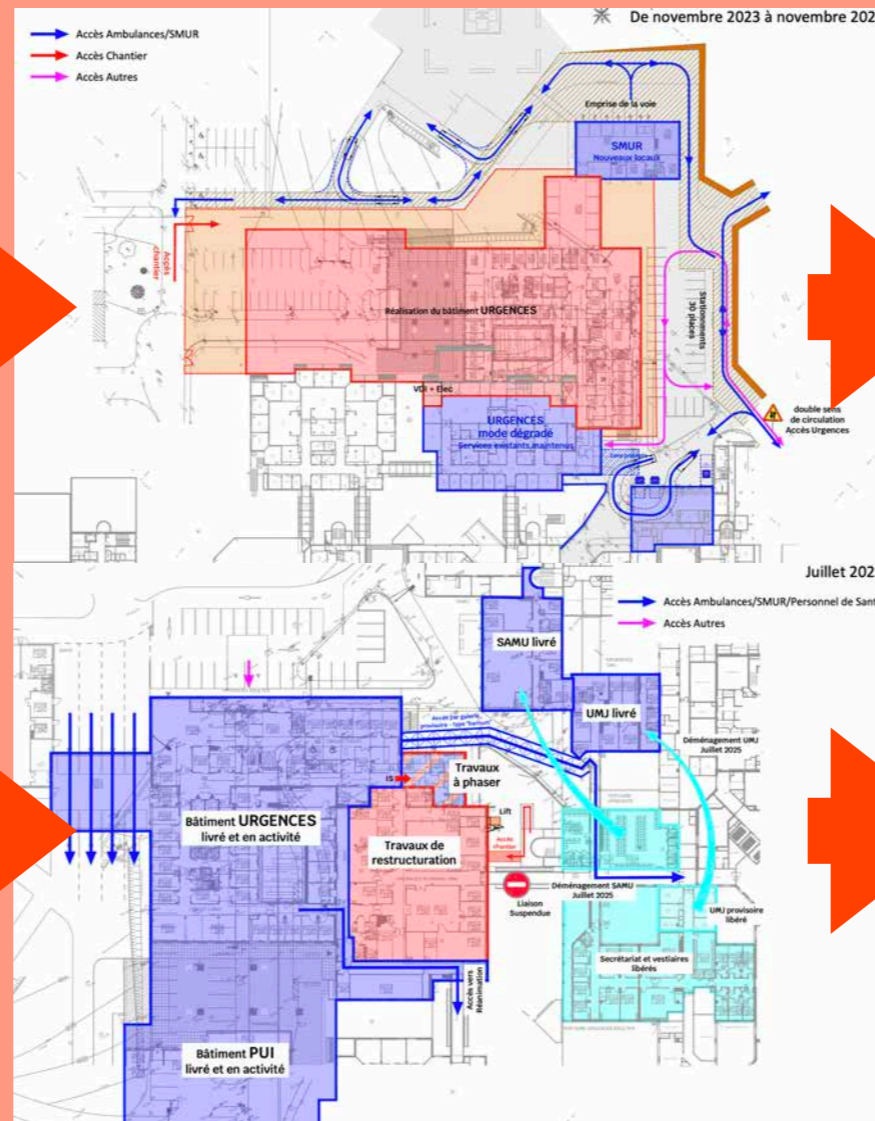 De novembre 2023 à novembre 202
Accès Ambulances/SMUR
Accès Chantier
Accès Autres
Emprise de la voie
SMUR
Nouveaux locaux
Accès
chantier
Réalisation du bâtiment URGENCES
Stationnements
30 places
VDI + Elec
URGENCES
mode dégradé
Services existants maintenus
double sens
de circulation
Accès Urgences
Juillet 202
Accès Ambulances/SMUR/Personnel de Sant
Accès Autres
SAMU livré
UMJ livré
Déménagement UMJ
Juillet 2025
Accès par galerie
Travaux
à phaser
Lift
Accès
chantier
Bâtiment URGENCES
livré et en activité
Travaux de
restructuration
Liaison
Suspendue
Déménagement SAMU
Juillet 2025
UMJ provisoire
libéré
Secrétariat et vestiaires
libérés
Accès vers
Réanimation
Bâtiment PUI
livré et en activité